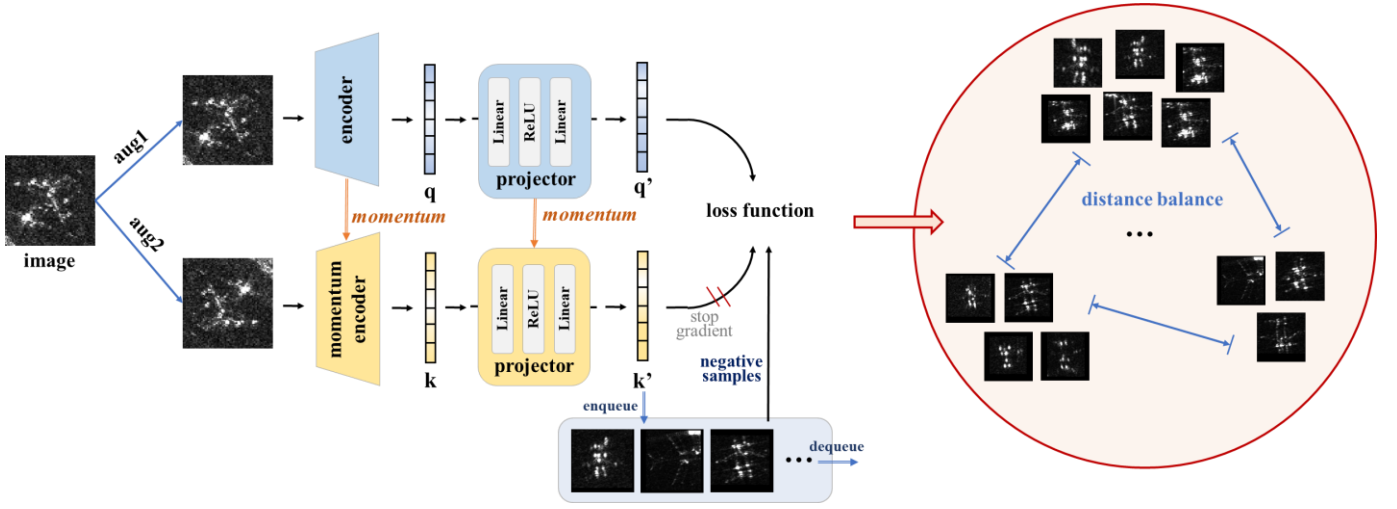 image
aug1
aug2
encoder
q
Linear
ReLU
Linear
projector
q’
momentum
momentum
momentum
encoder
k
Linear
ReLU
Linear
projector
k’
loss function
stop
gradient
negative
samples
enqueue
...
dequeue
distance balance
...